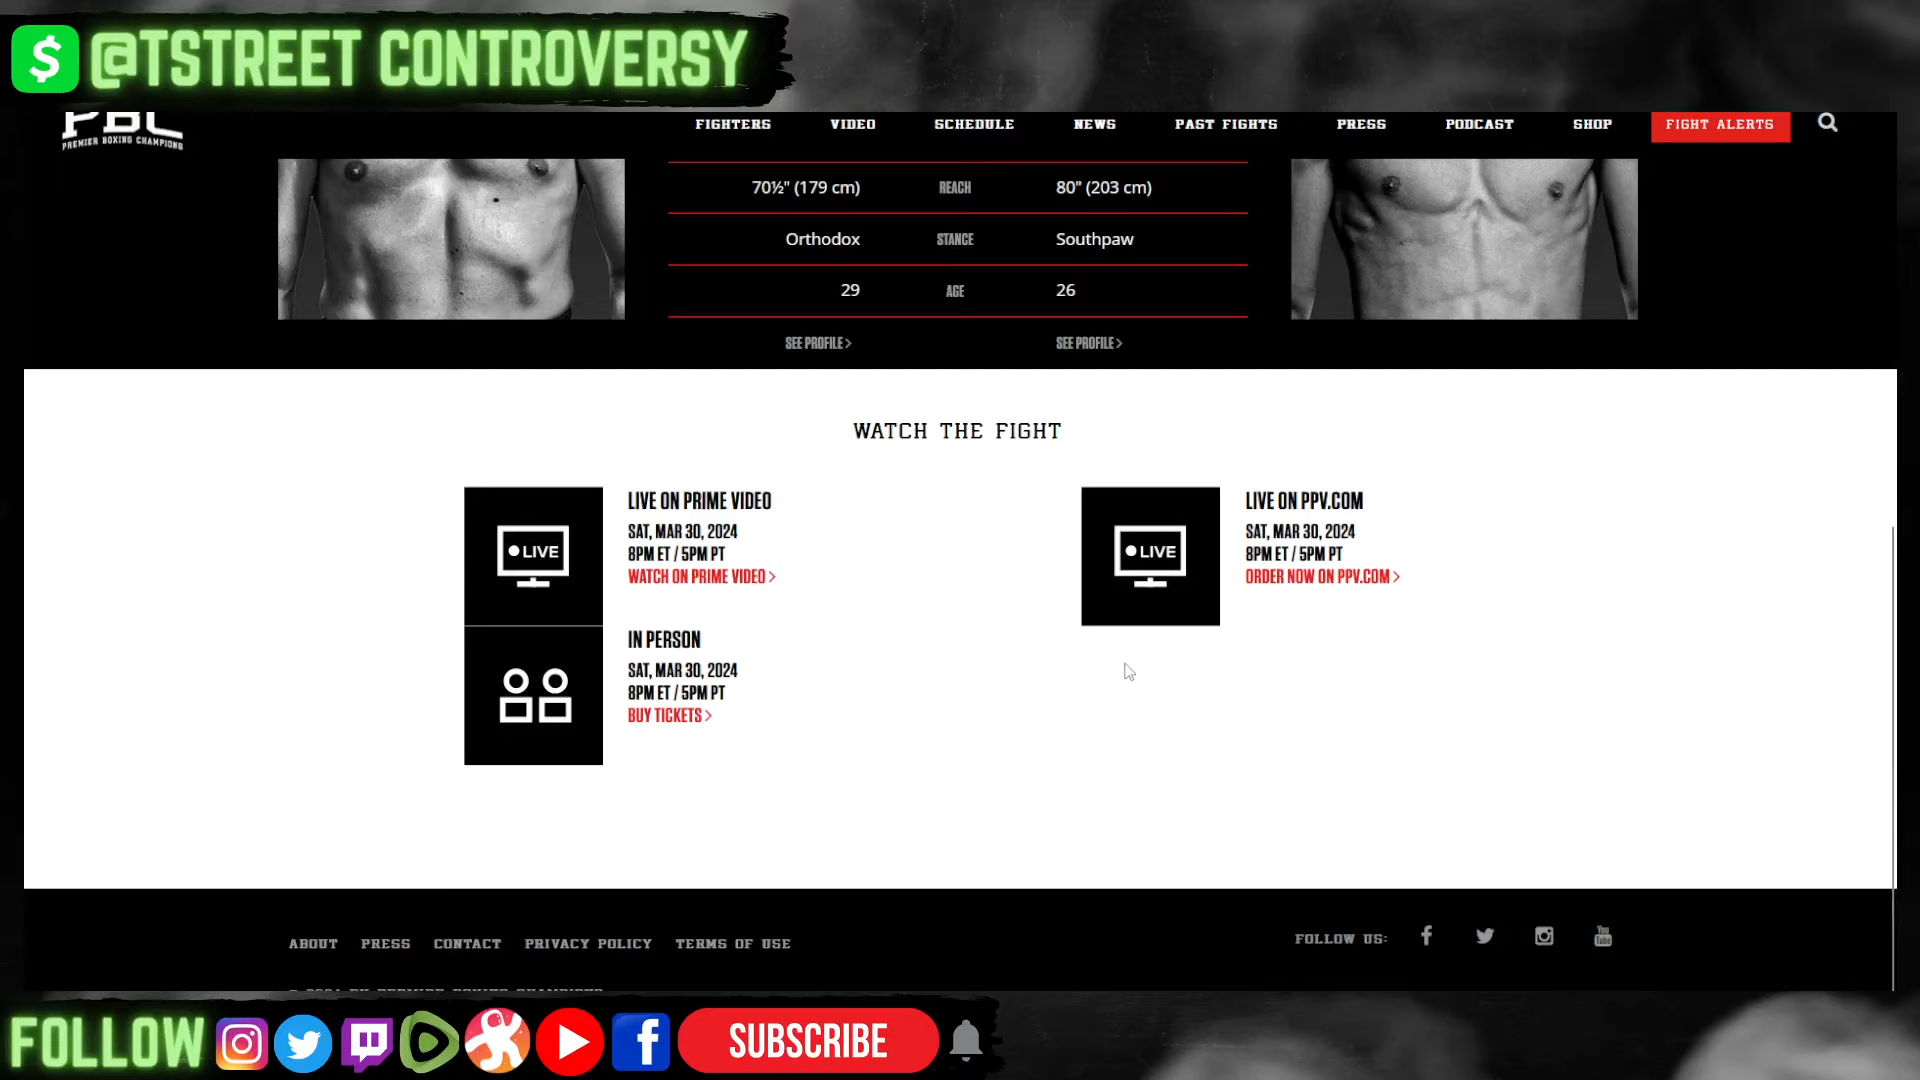 $ @TSTREET CONTROVERSY
PBC
PREMIER BOXING CHAMPIONS
FIGHTERS VIDEO SCHEDULE NEWS PAST FIGHTS PRESS PODCAST SHOP FIGHT ALERTS
70½" (179 cm) REACH 80" (203 cm)
Orthodox STANCE Southpaw
29 AGE 26
SEE PROFILE > SEE PROFILE >
WATCH THE FIGHT
LIVE
LIVE ON PRIME VIDEO
SAT, MAR 30, 2024
8PM ET / 5PM PT
WATCH ON PRIME VIDEO >
LIVE
LIVE ON PPV.COM
SAT, MAR 30, 2024
8PM ET / 5PM PT
ORDER NOW ON PPV.COM >
IN PERSON
SAT, MAR 30, 2024
8PM ET / 5PM PT
BUY TICKETS >
ABOUT PRESS CONTACT PRIVACY POLICY TERMS OF USE
FOLLOW US:
You Tube
FOLLOW
SUBSCRIBE